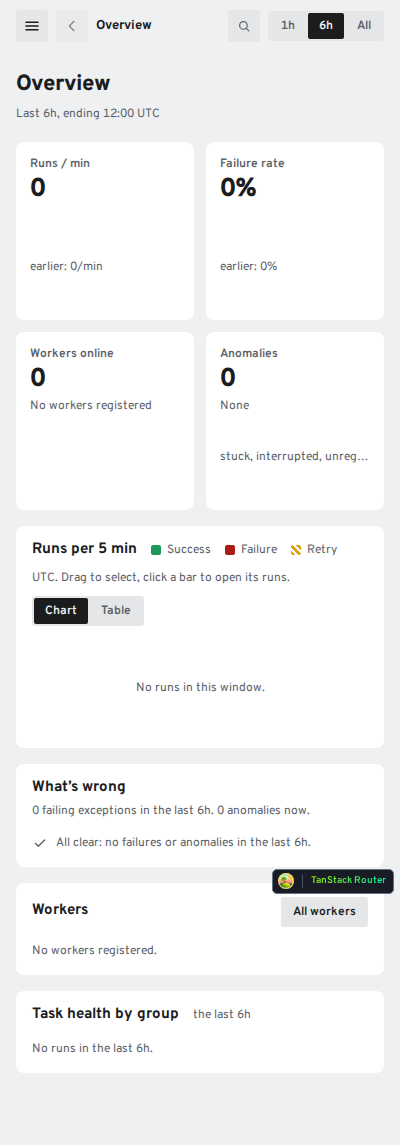 Overview
1h 6h All
Overview
Last 6h, ending 12:00 UTC
Runs / min
0
earlier: 0/min
Failure rate
0%
earlier: 0%
Workers online
0
No workers registered
Anomalies
0
None
stuck, interrupted, unreg…
Runs per 5 min Success Failure Retry
UTC. Drag to select, click a bar to open its runs.
Chart Table
No runs in this window.
What’s wrong
0 failing exceptions in the last 6h. 0 anomalies now.
All clear: no failures or anomalies in the last 6h.
TanStack Router
Workers
All workers
No workers registered.
Task health by group the last 6h
No runs in the last 6h.